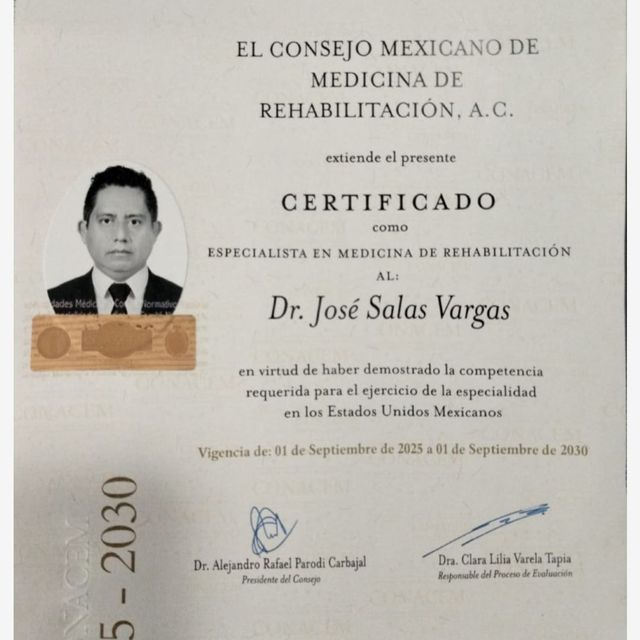 EL CONSEJO MEXICANO DE
MEDICINA DE
REHABILITACIÓN, A.C.
extiende el presente
CERTIFICADO
como
ESPECIALISTA EN MEDICINA DE REHABILITACIÓN
AL:
Dr. José Salas Vargas
en virtud de haber demostrado la competencia
requerida para el ejercicio de la especialidad
en los Estados Unidos Mexicanos
Vigencia de: 01 de Septiembre de 2025 a 01 de Septiembre de 2030
Dr. Alejandro Rafael Parodi Carbajal
Presidente del Consejo
Dra. Clara Lilia Varela Tapia
Responsable del Proceso de Evaluación
5 - 2030
NACEM
CONACEM